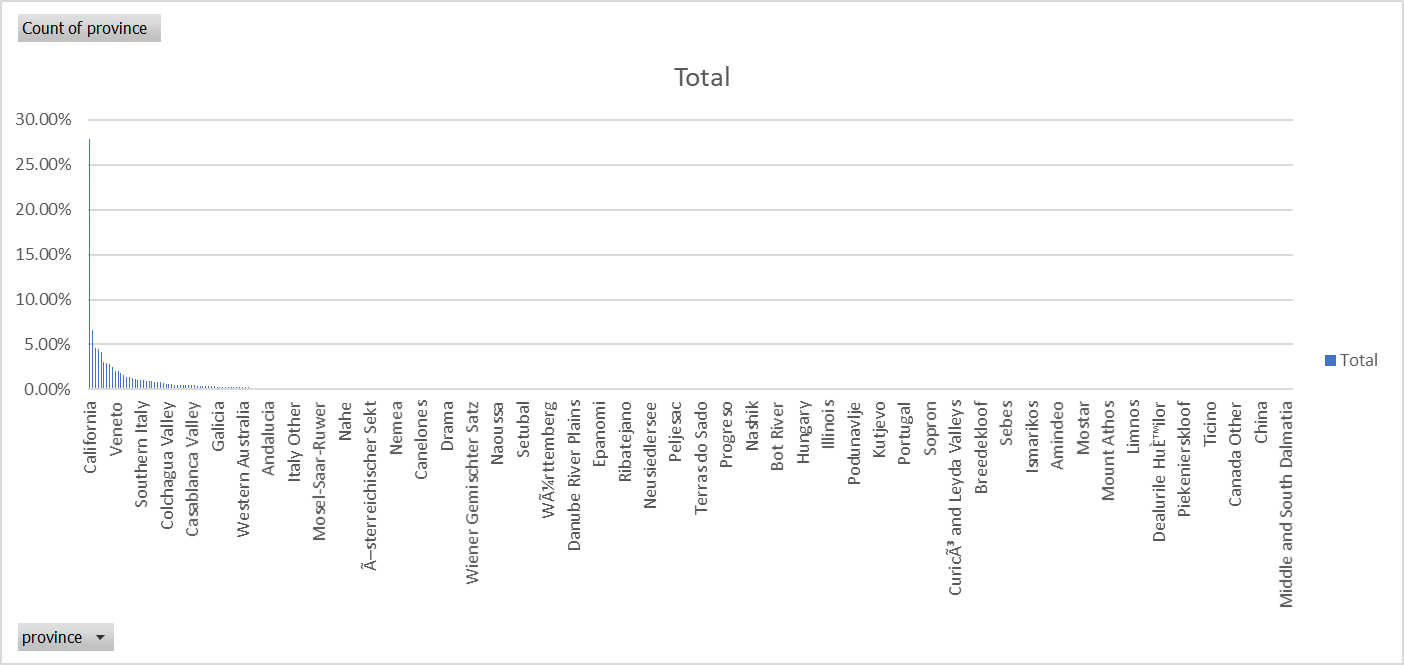 Count of province
Total
30.00%
25.00%
20.00%
15.00%
10.00%
5.00%
0.00%
Total
California
Veneto
Southern Italy
Colchagua Valley
Casablanca Valley
Galicia
Western Australia
Andalucia
Italy Other
Mosel-Saar-Ruwer
Nahe
Ã–sterreichischer Sekt
Nemea
Canelones
Drama
Wiener Gemischter Satz
Naoussa
Setubal
WÃ¼rttemberg
Danube River Plains
Epanomi
Ribatejano
Neusiedlersee
Peljesac
Terras do Sado
Progreso
Nashik
Bot River
Hungary
Illinois
Podunavlje
Kutjevo
Portugal
Sopron
CuricÃ³ and Leyda Valleys
Breedekloof
Sebes
Ismarikos
Amindeo
Mostar
Mount Athos
Limnos
Dealurile HuÈ™ilor
Piekenierskloof
Ticino
Canada Other
China
Middle and South Dalmatia
province